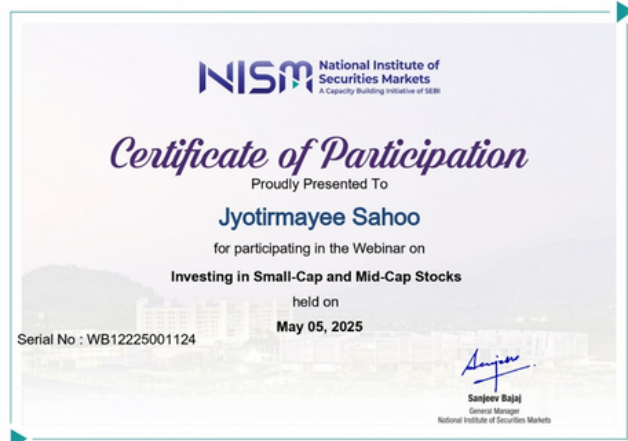 NISM
National Institute of
Securities Markets
A Capacity Building Initiative of SEBI
Certificate of Participation
Proudly Presented To
Jyotirmayee Sahoo
for participating in the Webinar on
Investing in Small-Cap and Mid-Cap Stocks
held on
May 05, 2025
Serial No : WB12225001124
Sanjeev Bajaj
General Manager
National Institute of Securities Markets